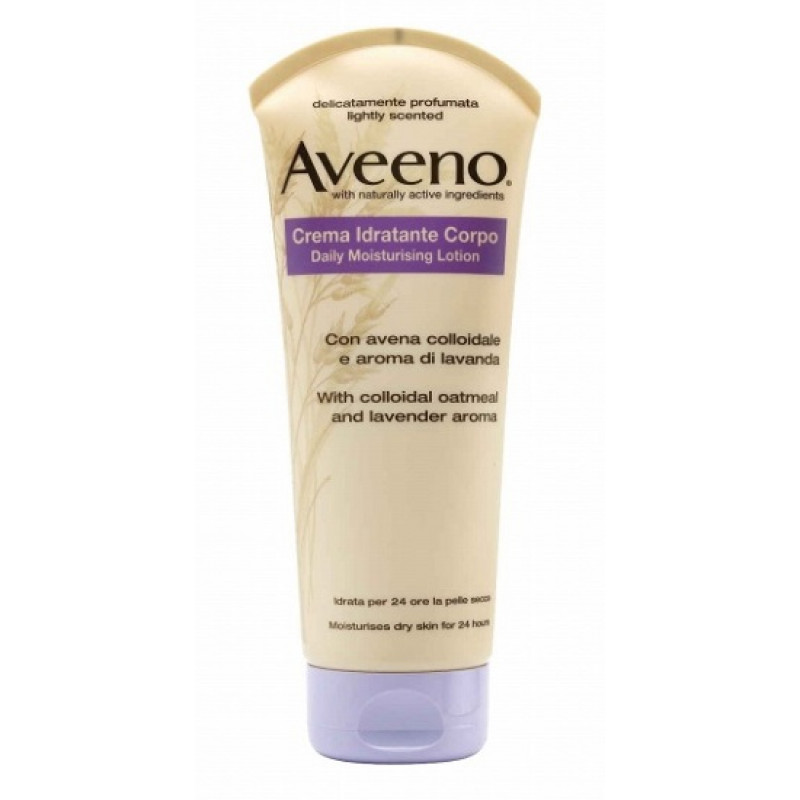 delicatamente profumata
lightly scented
Aveeno®
with naturally active ingredients
Crema Idratante Corpo
Daily Moisturising Lotion
Con avena colloidale
e aroma di lavanda
With colloidal oatmeal
and lavender aroma
Idrata per 24 ore la pelle secca
Moisturises dry skin for 24 hours